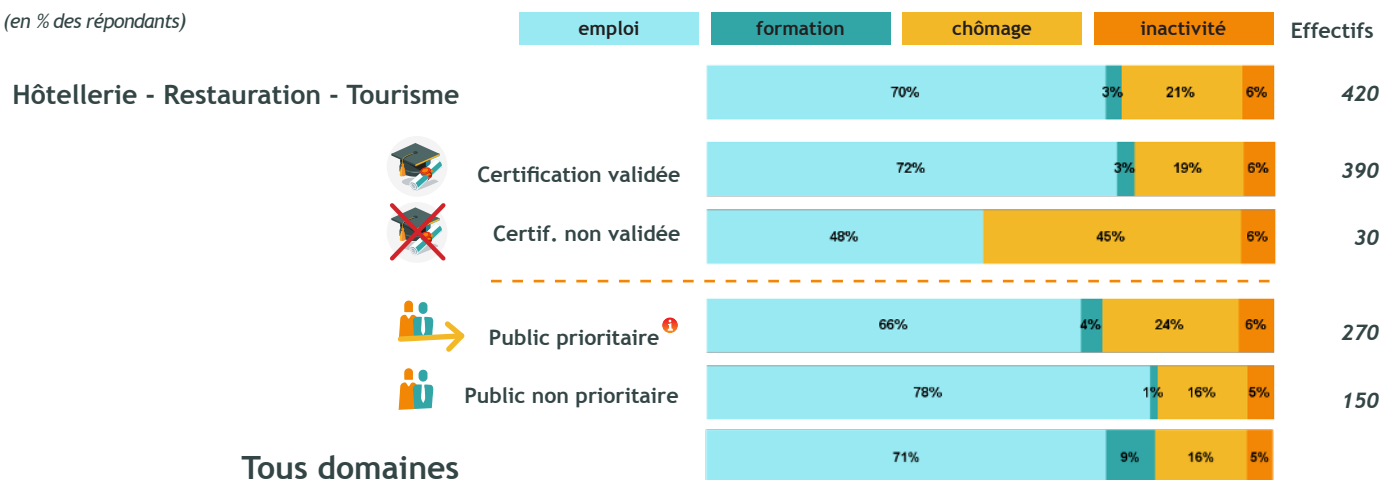 (en % des répondants)
emploi formation chômage inactivité Effectifs
Hôtellerie - Restauration - Tourisme 70% 3% 21% 6% 420
Certification validée 72% 3% 19% 6% 390
Certif. non validée 48% 45% 6% 30
Public prioritaire i 66% 4% 24% 6% 270
Public non prioritaire 78% 1% 16% 5% 150
Tous domaines 71% 9% 16% 5%